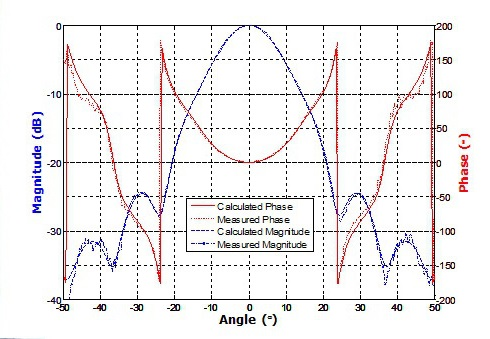 0
-10
-20
-30
-40
Magnitude (dB)
200
150
100
50
0
-50
-100
-150
-200
Phase (°)
Calculated Phase
Measured Phase
Calculated Magnitude
Measured Magnitude
-50 -40 -30 -20 -10 0 10 20 30 40 50
Angle (°)